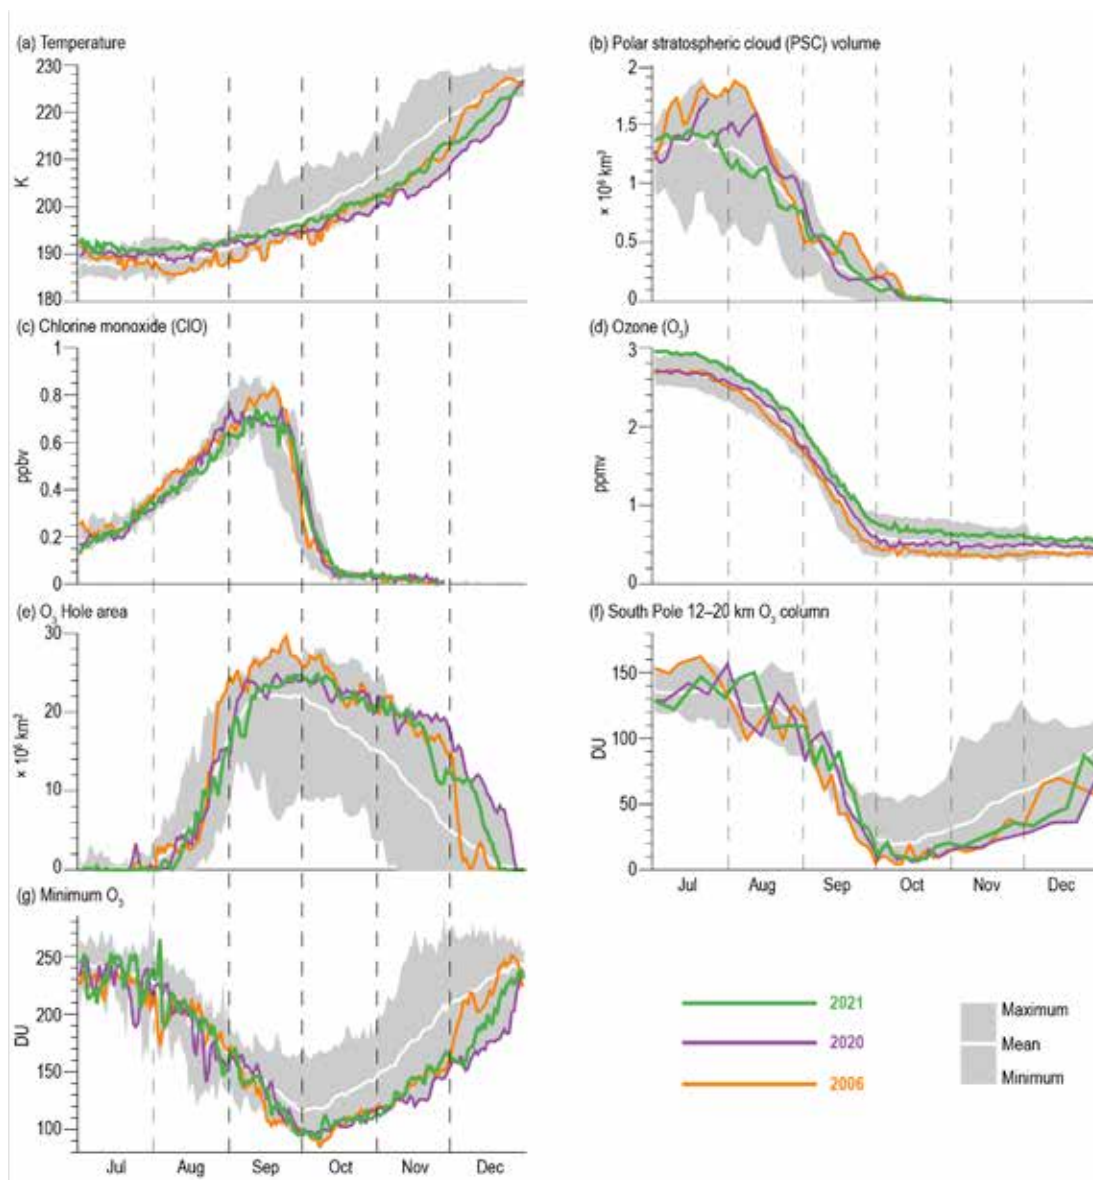 (a) Temperature
230
220
210
200
190
180
K
(b) Polar stratospheric cloud (PSC) volume
2
1.5
1
0.5
0
× 10⁶ km³
(c) Chlorine monoxide (ClO)
1
0.8
0.6
0.4
0.2
0
ppbv
(d) Ozone (O₃)
3
2
1
0
ppmv
(e) O₃ Hole area
30
20
10
0
× 10⁶ km²
(f) South Pole 12–20 km O₃ column
150
100
50
0
DU
Jul Aug Sep Oct Nov Dec
(g) Minimum O₃
250
200
150
100
DU
Jul Aug Sep Oct Nov Dec
2021
2020
2006
Maximum
Mean
Minimum